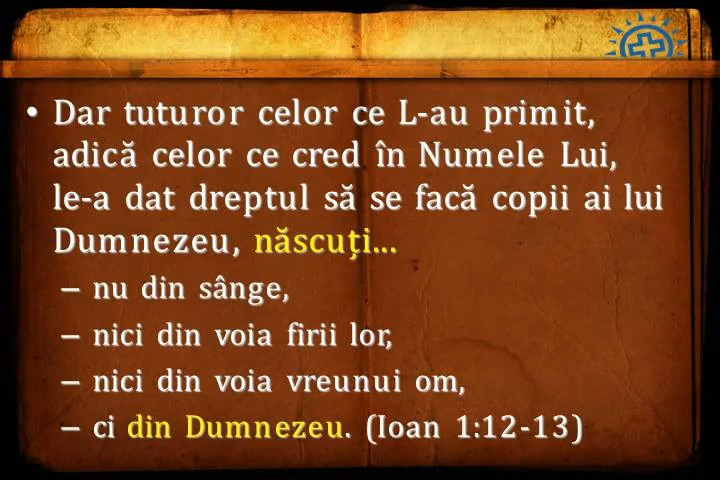 • Dar tuturor celor ce L-au primit,
adică celor ce cred în Numele Lui,
le-a dat dreptul să se facă copii ai lui
Dumnezeu, născuţi...
– nu din sânge,
– nici din voia firii lor,
– nici din voia vreunui om,
– ci din Dumnezeu. (Ioan 1:12-13)